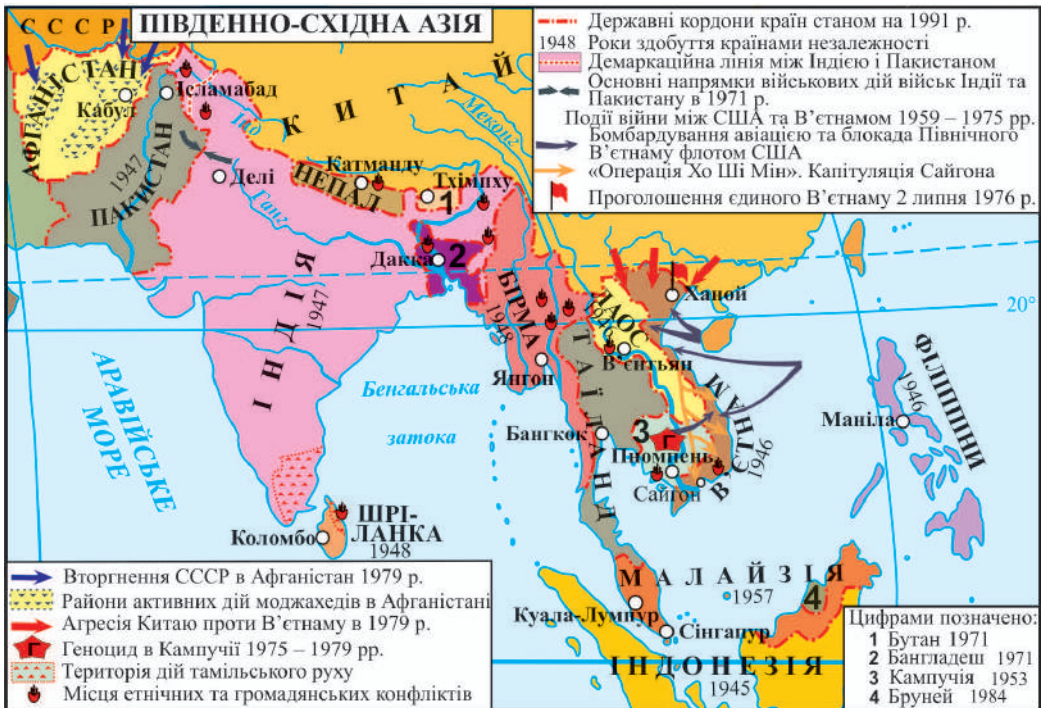 СССР
ПІВДЕННО-СХІДНА АЗІЯ
Державні кордони країн станом на 1991 р.
1948 Роки здобуття країнами незалежності
Демаркаційна лінія між Індією і Пакистаном
Основні напрямки військових дій військ Індії та
Пакистану в 1971 р.
Події війни між США та В’єтнамом 1959 – 1975 рр.
Бомбардування авіацією та блокада Північного
В’єтнаму флотом США
«Операція Хо Ші Мін». Капітуляція Сайгона
Проголошення єдиного В’єтнаму 2 липня 1976 р.
АФГАНІСТАН
Кабул
Ісламабад
ПАКИСТАН
1947
Інд
КИТАЙ
Меконг
Делі
Ганг
Катманду
НЕПАЛ
Тхімпху
1
Дакка
2
ІНДІЯ
1947
БІРМА
1948
Янгон
ЛАОС
1946
В’єнтьян
Ханой
20°
ТАЇЛАНД
Бангкок
3
Г
Пномпень
Сайгон
В’ЄТНАМ
1946
ФІЛІППІНИ
1946
Маніла
АРАВІЙСЬКЕ
МОРЕ
Бенгальська
затока
Коломбо
ШРІ-
ЛАНКА
1948
МАЛАЙЗІЯ
1957
Куала-Лумпур
Сінгапур
4
ІНДОНЕЗІЯ
1945
Вторгнення СССР в Афганістан 1979 р.
Райони активних дій моджахедів в Афганістані
Агресія Китаю проти В’єтнаму в 1979 р.
Г Геноцид в Кампучії 1975 – 1979 рр.
Територія дій тамільського руху
Місця етнічних та громадянських конфліктів
Цифрами позначено:
1 Бутан 1971
2 Бангладеш 1971
3 Кампучія 1953
4 Бруней 1984